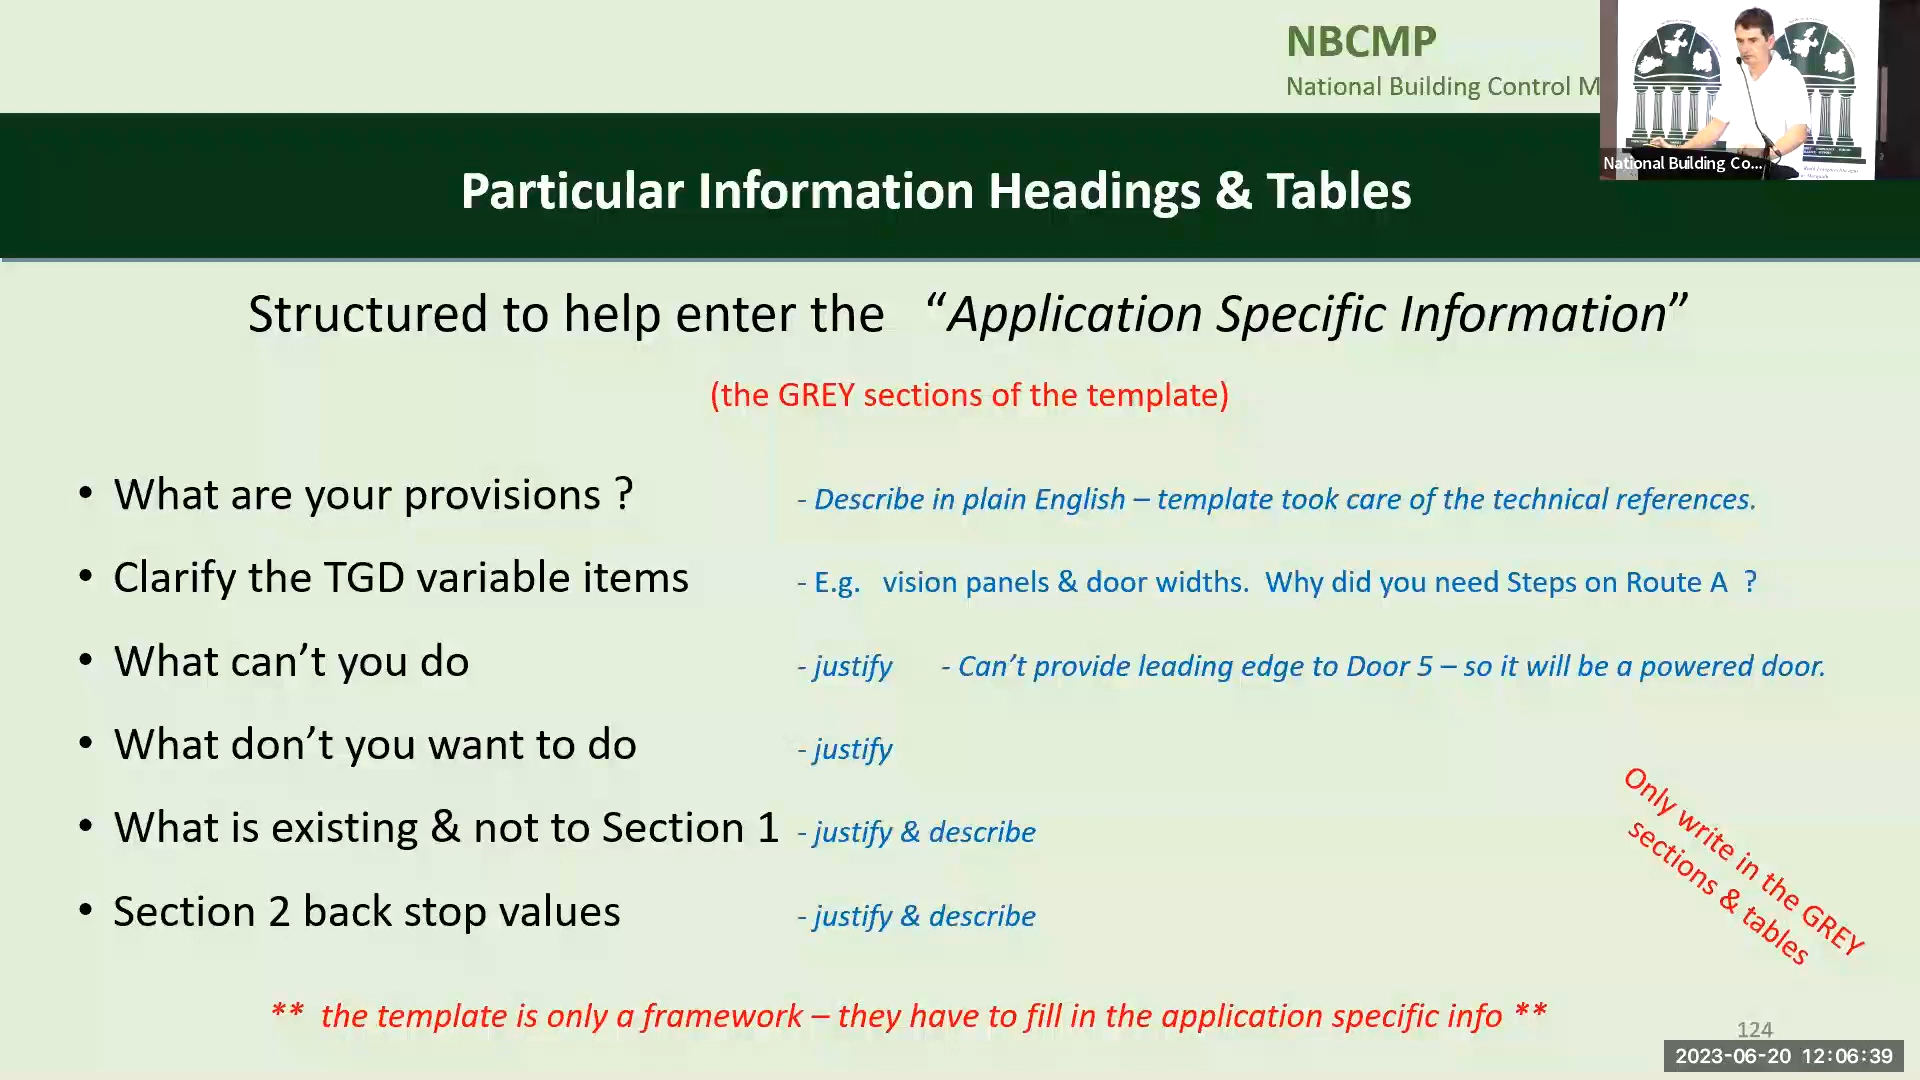 NBCMP
National Building Control M
National Building Co...
Particular Information Headings & Tables
Structured to help enter the “Application Specific Information”
(the GREY sections of the template)
• What are your provisions ? - Describe in plain English – template took care of the technical references.
• Clarify the TGD variable items - E.g. vision panels & door widths. Why did you need Steps on Route A ?
• What can’t you do - justify - Can’t provide leading edge to Door 5 – so it will be a powered door.
• What don’t you want to do - justify
• What is existing & not to Section 1 - justify & describe
• Section 2 back stop values - justify & describe
Only write in the GREY
sections & tables
** the template is only a framework – they have to fill in the application specific info **
124
2023-06-20 12:06:39